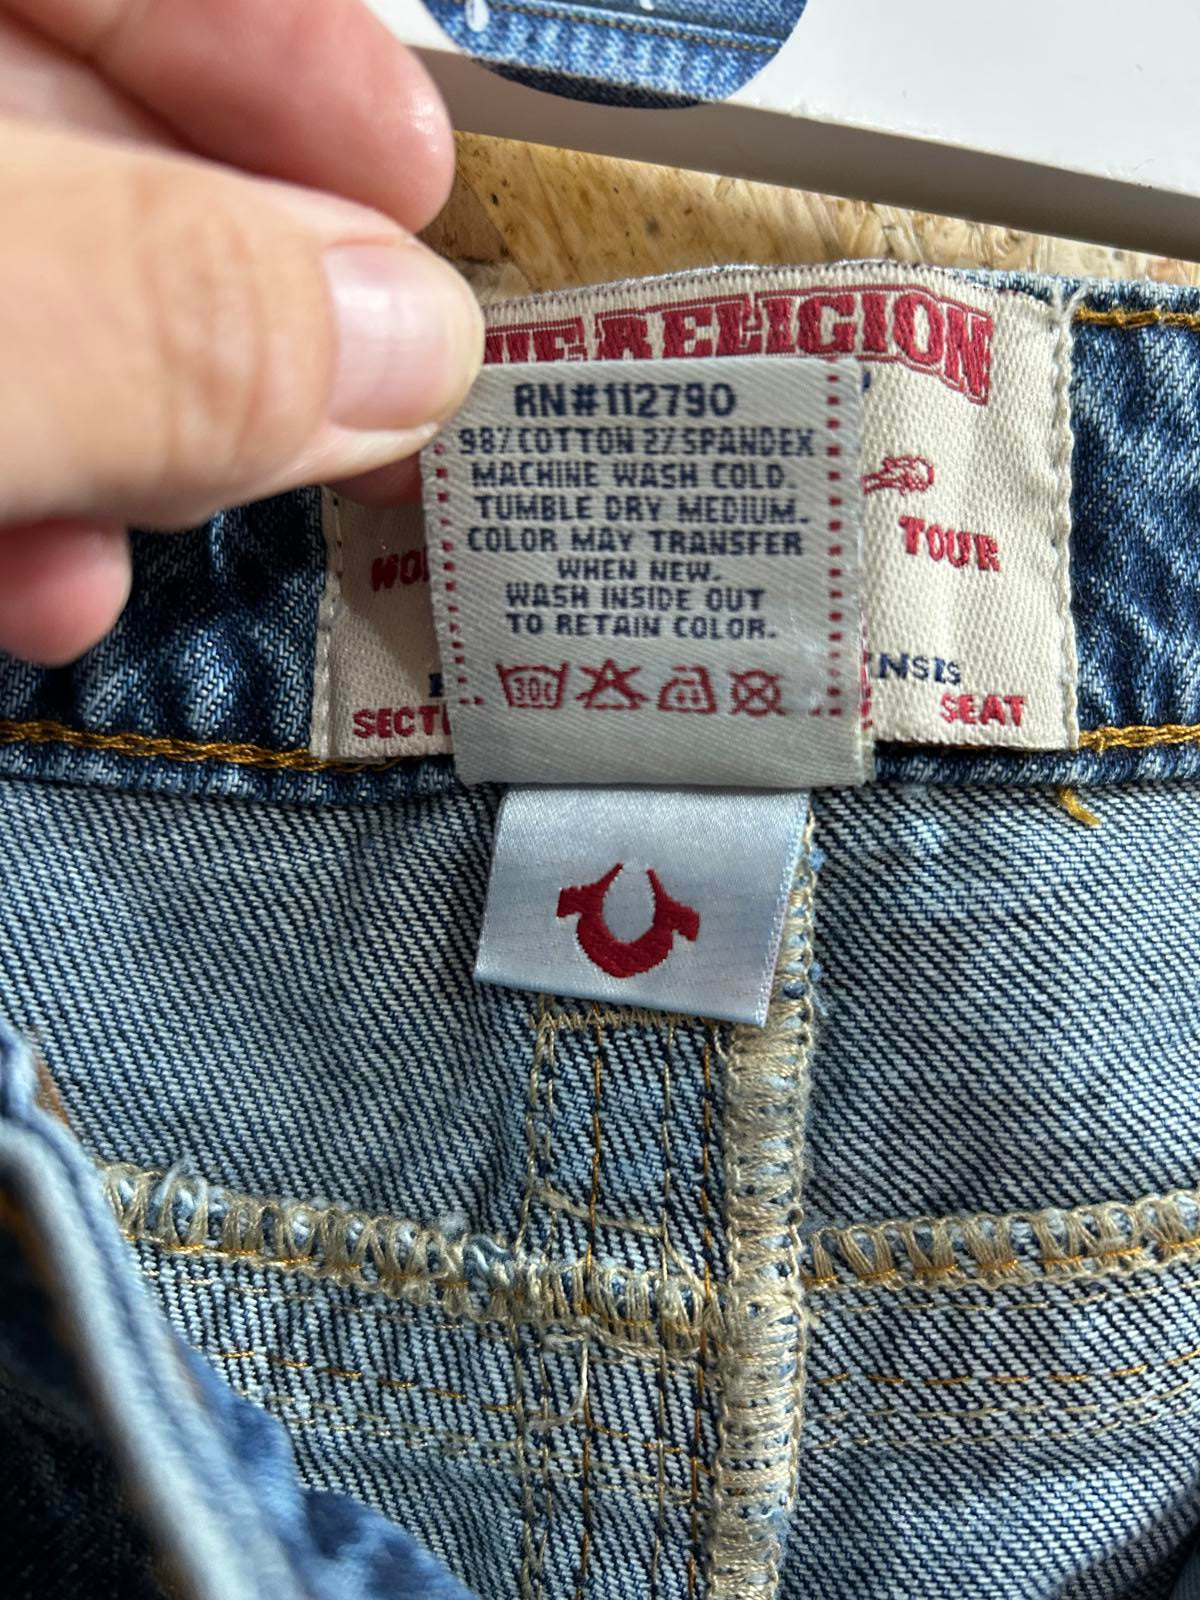 RELIGION
RN#112790
98% COTTON 2% SPANDEX
MACHINE WASH COLD.
TUMBLE DRY MEDIUM.
COLOR MAY TRANSFER
WHEN NEW.
WASH INSIDE OUT
TO RETAIN COLOR.
30C
TOUR
SEAT